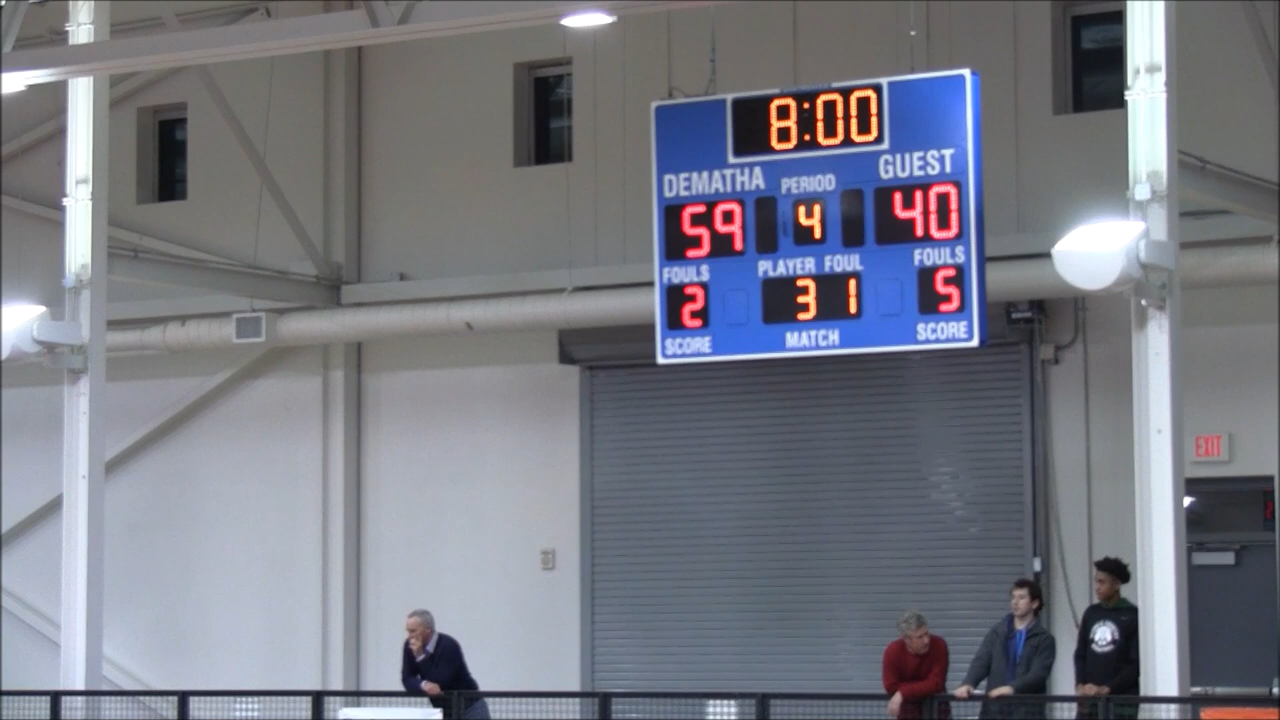 8:00
DEMATHA PERIOD GUEST
59 4 40
FOULS PLAYER FOUL FOULS
2 3 1 5
SCORE MATCH SCORE
EXIT